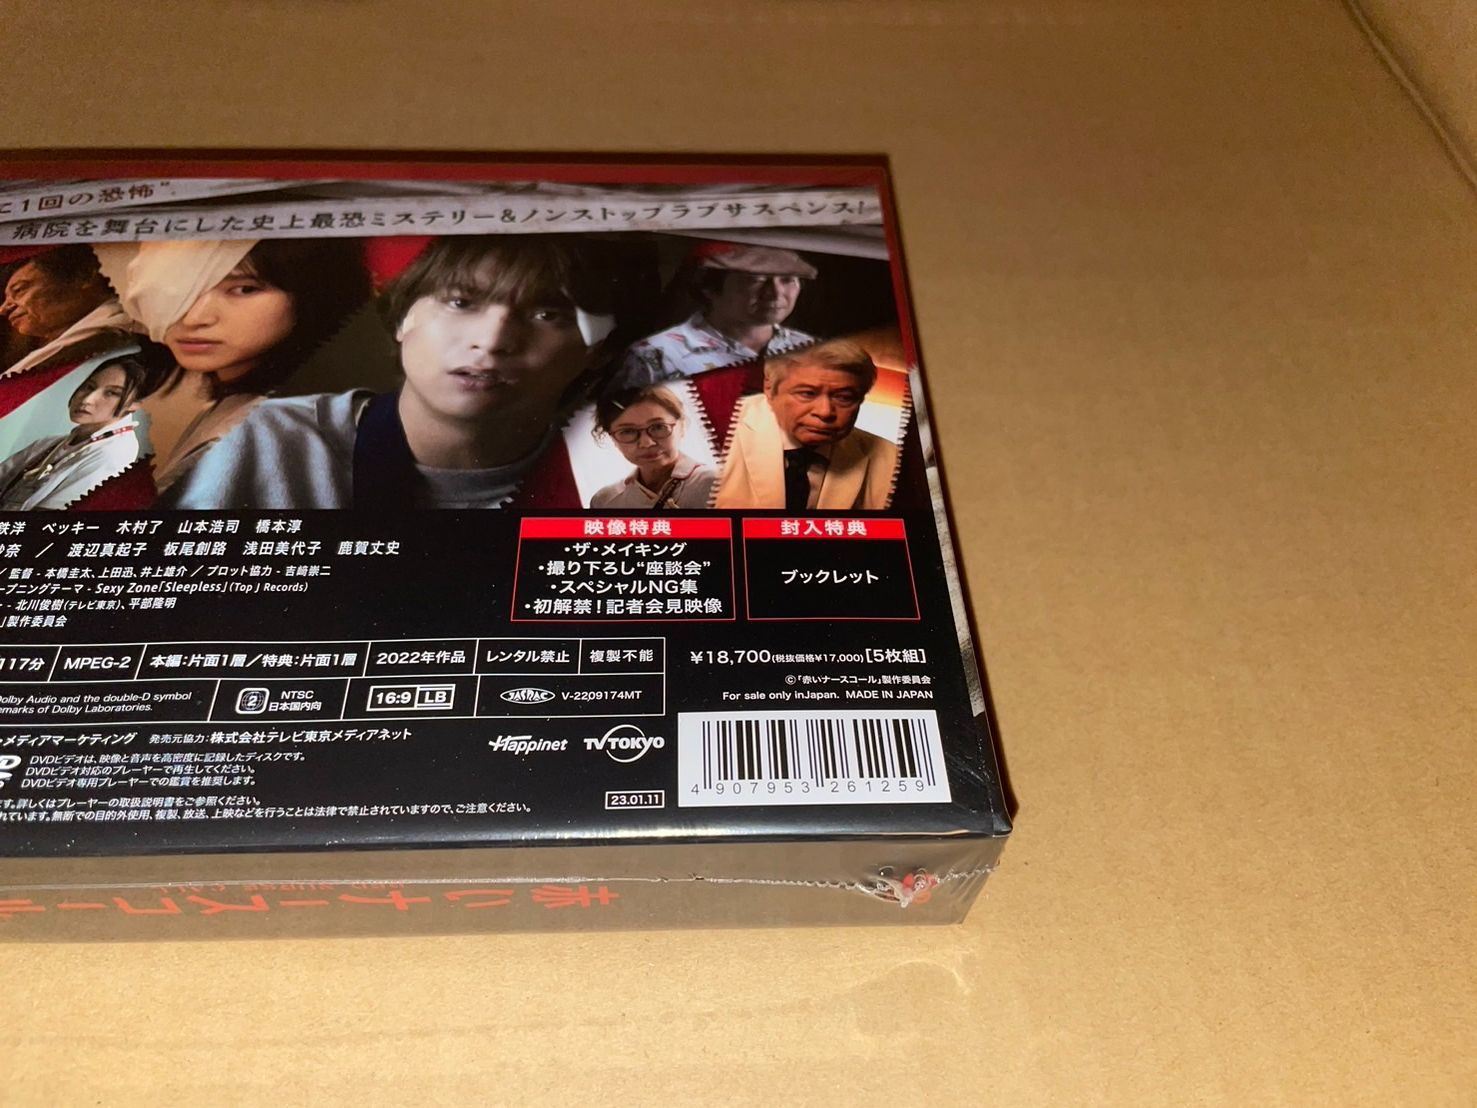 に1回の恐怖”
病院を舞台にした史上最恐ミステリー&ノンストップラブサスペンス!
鉄洋 ベッキー 木村了 山本浩司 橋本淳
沙奈 / 渡辺真起子 板尾創路 浅田美代子 鹿賀丈史
/ 監督 - 本橋圭太、上田迅、井上雄介 / プロット協力 - 吉﨑崇二
ープニングテーマ - Sexy Zone「Sleepless」(Top J Records)
- 北川俊樹(テレビ東京)、平部隆明
」製作委員会
映像特典
・ザ・メイキング
・撮り下ろし“座談会”
・スペシャルNG集
・初解禁!記者会見映像
封入特典
ブックレット
117分 MPEG-2 本編:片面1層/特典:片面1層 2022年作品 レンタル禁止 複製不能
Dolby Audio and the double-D symbol
emarks of Dolby Laboratories.
2 NTSC 日本国内向
16:9 LB
JASRAC V-2209174MT
¥18,700(税抜価格¥17,000)[5枚組]
©「赤いナースコール」製作委員会
For sale only inJapan. MADE IN JAPAN
・メディアマーケティング 発売元協力:株式会社テレビ東京メディアネット
Happinet TV TOKYO
DVDビデオは、映像と音声を高密度に記録したディスクです。
DVDビデオ対応のプレーヤーで再生してください。
DVDビデオ専用プレーヤーでの鑑賞を推奨します。
す。詳しくはプレーヤーの取扱説明書をご参照ください。
れています。無断での目的外使用、複製、放送、上映などを行うことは法律で禁止されていますので、ご注意ください。
23.01.11
4 907953 261259
赤いナースコール